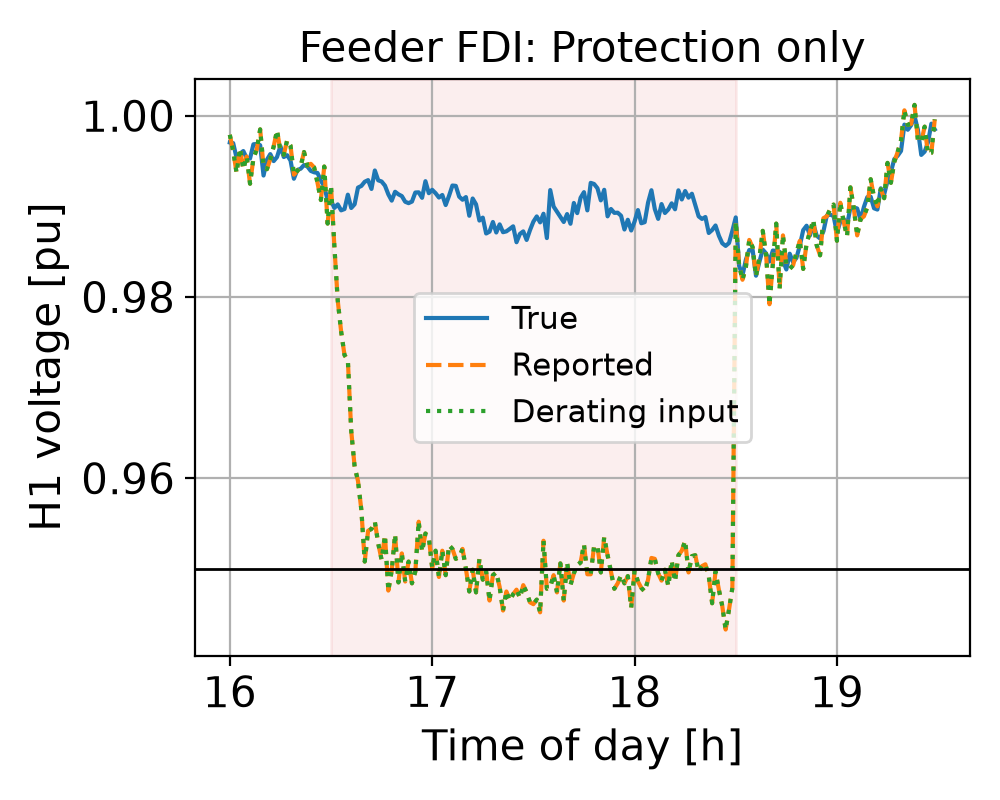 Feeder FDI: Protection only
H1 voltage [pu]
1.00
0.98
0.96
True
Reported
Derating input
16
17
18
19
Time of day [h]